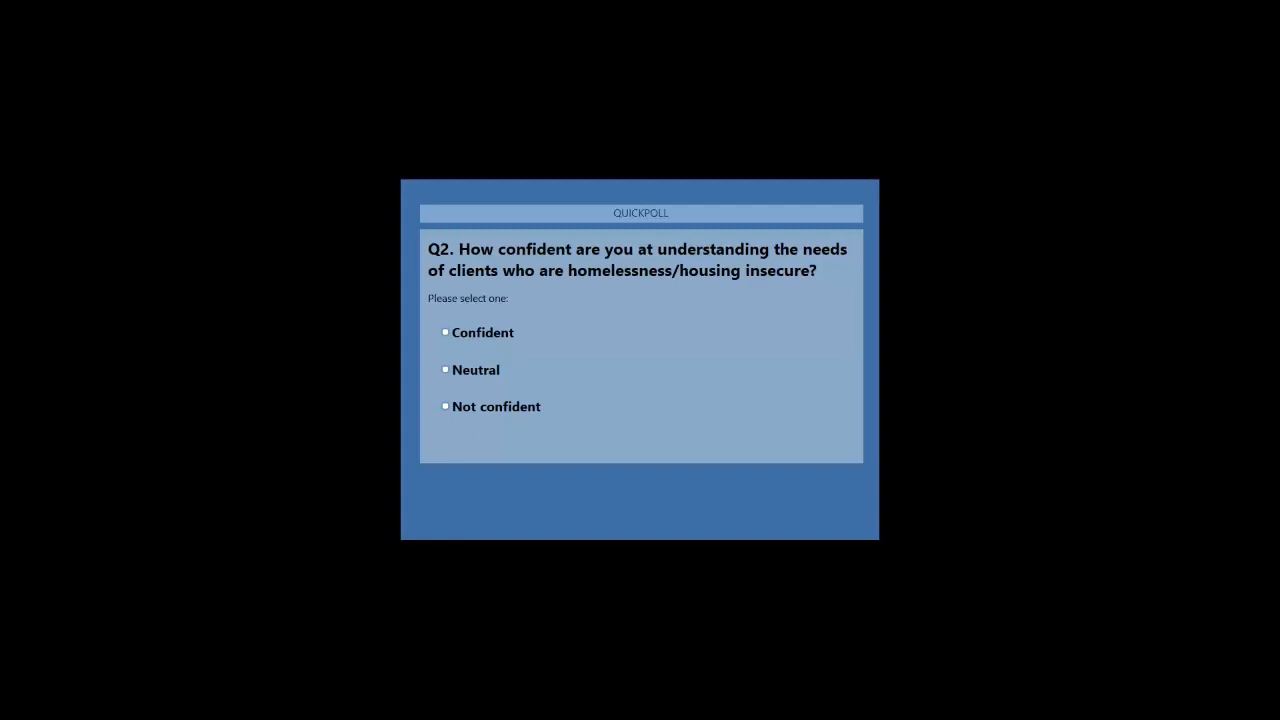 QUICKPOLL
Q2. How confident are you at understanding the needs
of clients who are homelessness/housing insecure?
Please select one:
Confident
Neutral
Not confident